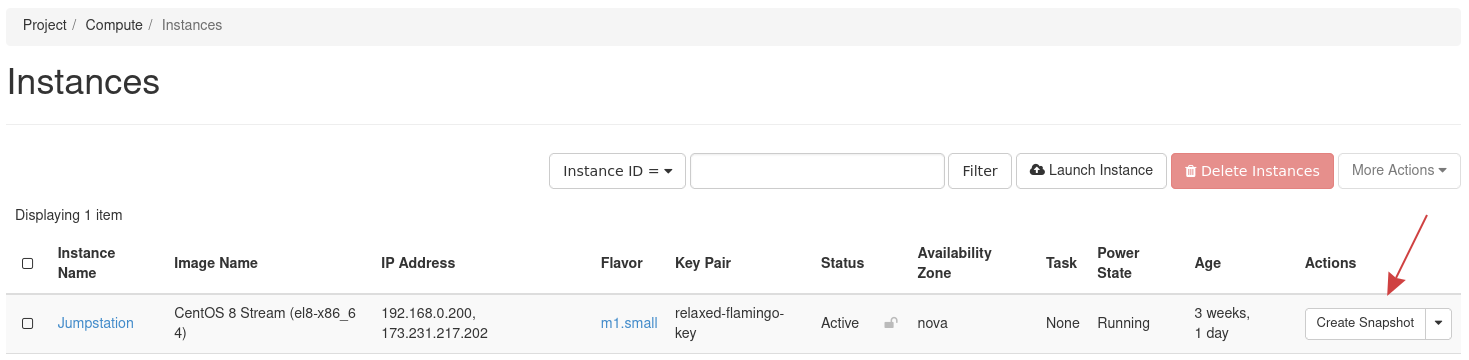 Project / Compute / Instances
Instances
Instance ID = Filter Launch Instance Delete Instances More Actions
Displaying 1 item
Instance Name Image Name IP Address Flavor Key Pair Status Availability Zone Task Power State Age Actions
Jumpstation CentOS 8 Stream (el8-x86_64) 192.168.0.200, 173.231.217.202 m1.small relaxed-flamingo-key Active nova None Running 3 weeks, 1 day Create Snapshot